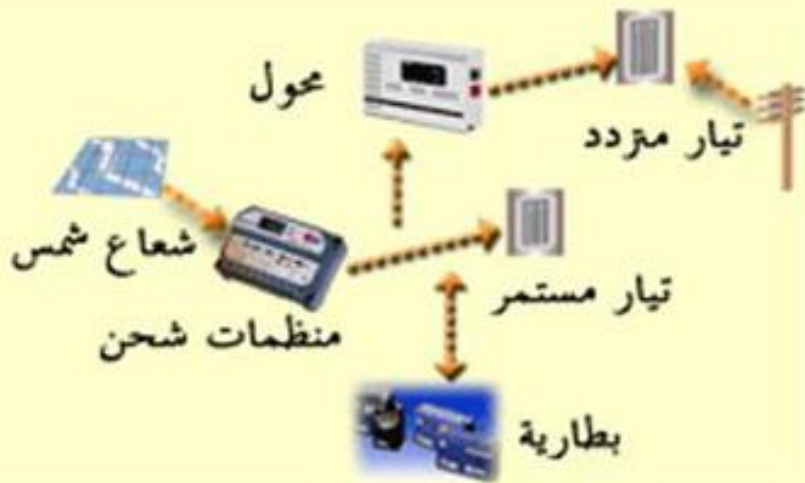 محول
تيار متردد
شعاع شمس
تيار مستمر
منظمات شحن
بطارية